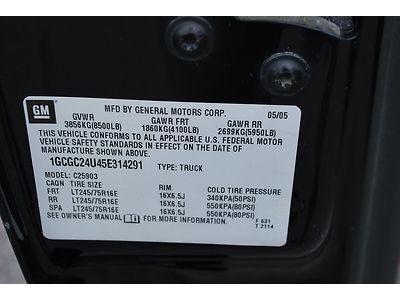 GM
MFD BY GENERAL MOTORS CORP. 05/05
GVWR GAWR FRT GAWR RR
3856KG(8500LB) 1860KG(4100LB) 2699KG(5950LB)
THIS VEHICLE CONFORMS TO ALL APPLICABLE U.S. FEDERAL MOTOR
VEHICLE SAFETY STANDARDS IN EFFECT ON THE DATE OF
MANUFACTURE SHOWN ABOVE.
1GCGC24U45E314291 TYPE: TRUCK
MODEL: C25903
CAQN TIRE SIZE RIM COLD TIRE PRESSURE
FRT LT245/75R16E 16X6.5J 340KPA(50PSI)
RR LT245/75R16E 16X6.5J 550KPA(80PSI)
SPA LT245/75R16E 16X6.5J 550KPA(80PSI)
SEE OWNER'S MANUAL FOR MORE INFORMATION. F 631
T 2114